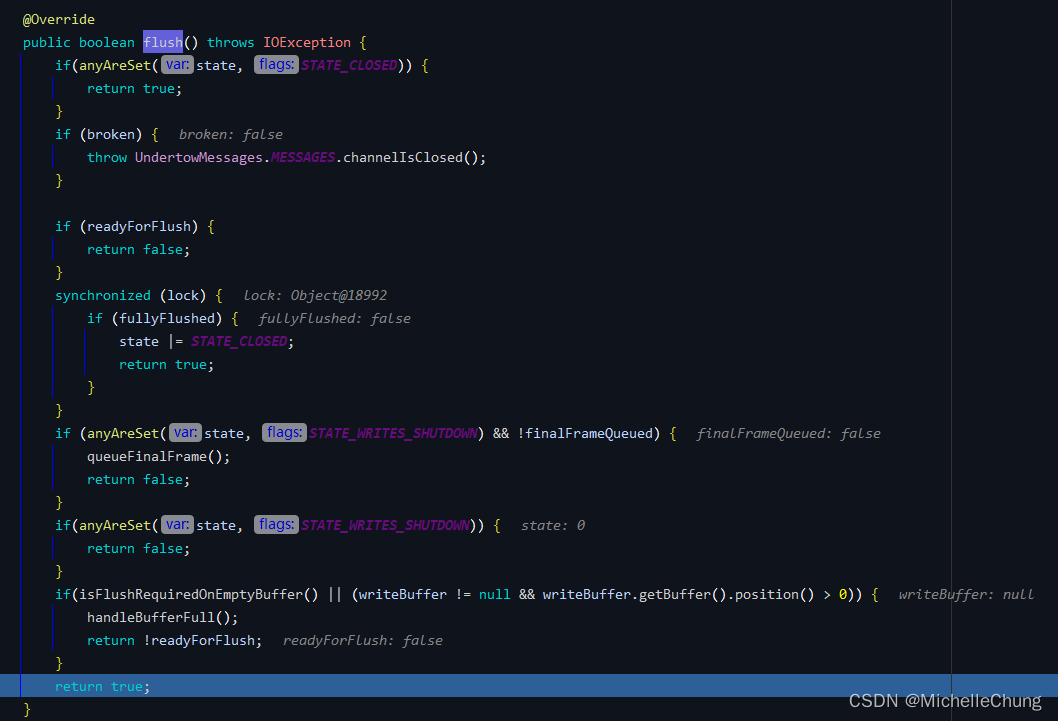 @Override
public boolean flush() throws IOException {
if(anyAreSet( var: state, flags: STATE_CLOSED)) {
return true;
}
if (broken) { broken: false
throw UndertowMessages.MESSAGES.channelIsClosed();
}
if (readyForFlush) {
return false;
}
synchronized (lock) { lock: Object@18992
if (fullyFlushed) { fullyFlushed: false
state |= STATE_CLOSED;
return true;
}
}
if (anyAreSet( var: state, flags: STATE_WRITES_SHUTDOWN) && !finalFrameQueued) { finalFrameQueued: false
queueFinalFrame();
return false;
}
if(anyAreSet( var: state, flags: STATE_WRITES_SHUTDOWN)) { state: 0
return false;
}
if(isFlushRequiredOnEmptyBuffer() || (writeBuffer != null && writeBuffer.getBuffer().position() > 0)) { writeBuffer: null
handleBufferFull();
return !readyForFlush; readyForFlush: false
}
return true;
}
CSDN @MichelleChung